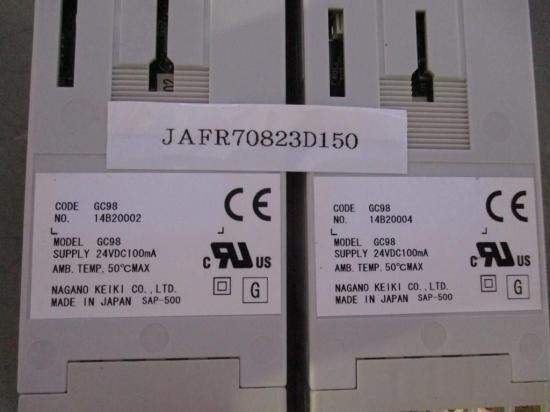 JAFR70823D150
CODE GC98
NO. 14B20002
CE
MODEL GC98
SUPPLY 24VDC100mA
AMB. TEMP. 50℃MAX
C RU US
NAGANO KEIKI CO.,LTD.
MADE IN JAPAN SAP-500
G
CODE GC98
NO. 14B20004
CE
MODEL GC98
SUPPLY 24VDC100mA
AMB. TEMP. 50℃MAX
C RU US
NAGANO KEIKI CO.,LTD.
MADE IN JAPAN SAP-500
G